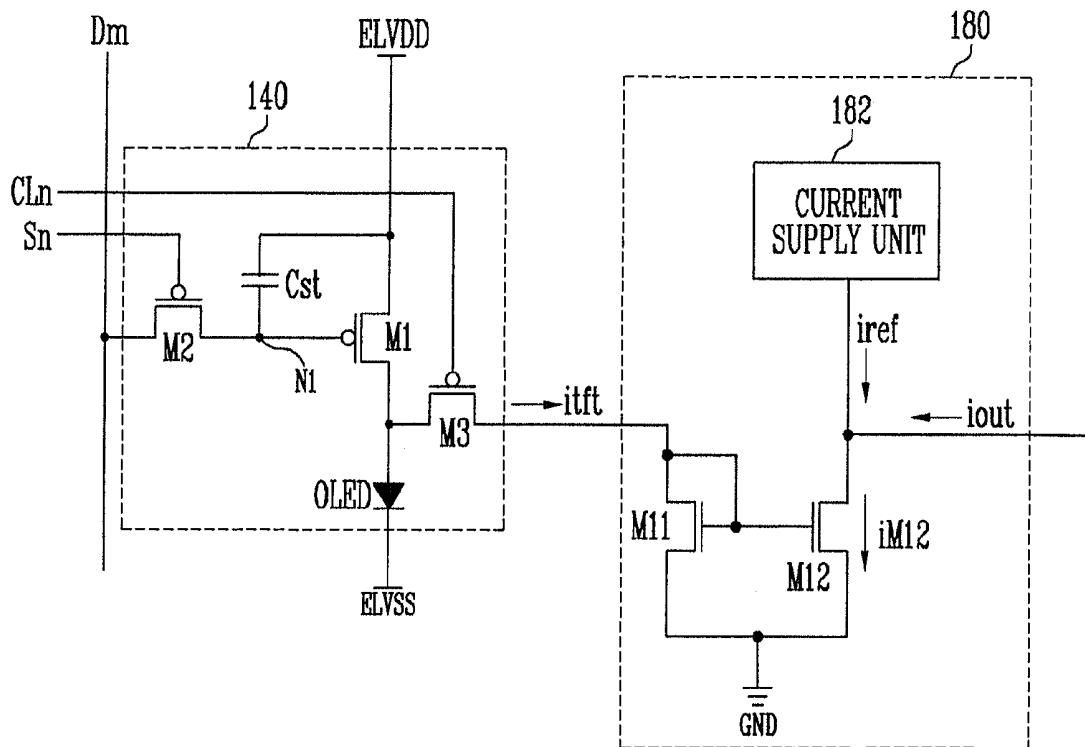 Dm
ELVDD
180
140
182
CLn
Sn
CURRENT
SUPPLY UNIT
Cst
M1
M2
N1
iref
itft
iout
M3
OLED
M11
iM12
M12
ELVSS
GND